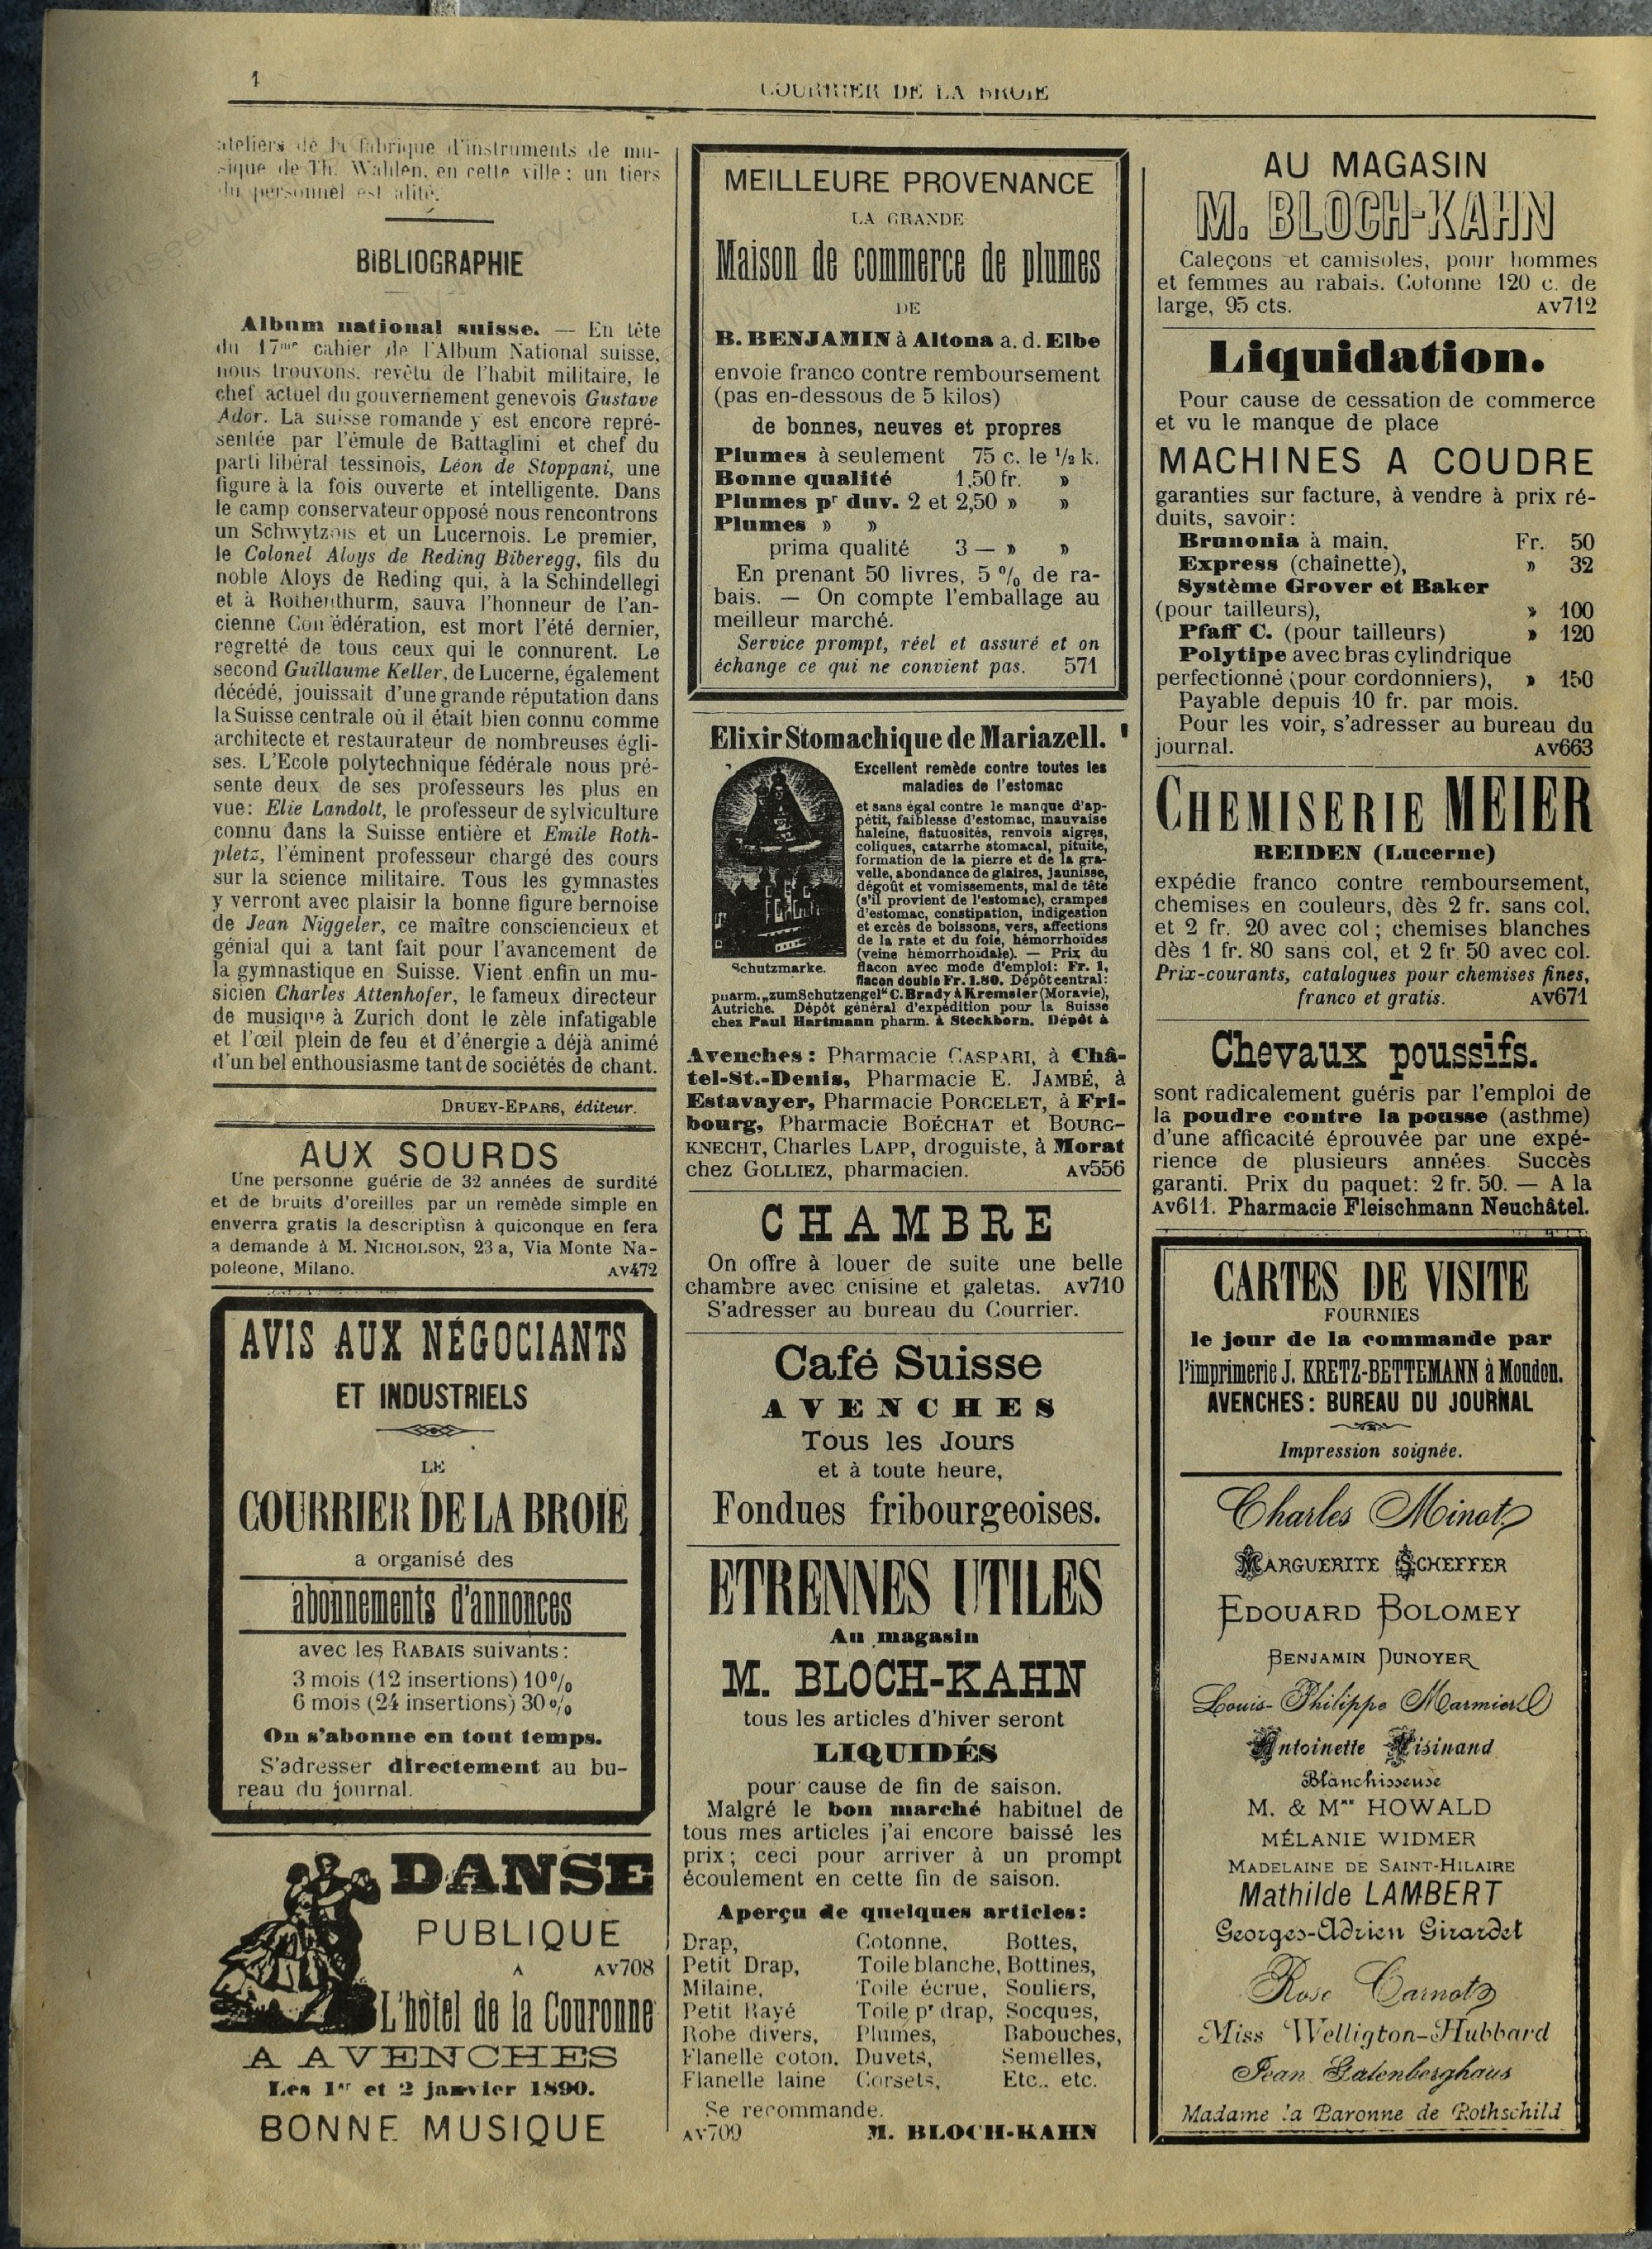 COURRIER DE LA BROIE
ateliers de la fabrique d'instruments de mu-
sique de Th. Wahlen, en cette ville; un tiers
du personnel est alité.
BIBLIOGRAPHIE
Album national suisse. — En tête
du 17me cahier de l'Album National suisse,
nous trouvons, revêtu de l'habit militaire, le
chef actuel du gouvernement genevois Gustave
Ador. La suisse romande y est encore repré-
sentée par l'émule de Battaglini et chef du
parti libéral tessinois, Léon de Stoppani, une
figure à la fois ouverte et intelligente. Dans
le camp conservateur opposé nous rencontrons
un Schwytzois et un Lucernois. Le premier,
le Colonel Aloys de Reding Biberegg, fils du
noble Aloys de Reding qui, à la Schindellegi
et à Rothenthurm, sauva l'honneur de l'an-
cienne Con édération, est mort l'été dernier,
regretté de tous ceux qui le connurent. Le
second Guillaume Keller, de Lucerne, également
décédé, jouissait d'une grande réputation dans
la Suisse centrale où il était bien connu comme
architecte et restaurateur de nombreuses égli-
ses. L'Ecole polytechnique fédérale nous pré-
sente deux de ses professeurs les plus en
vue: Elie Landolt, le professeur de sylviculture
connu dans la Suisse entière et Emile Roth-
pletz, l'éminent professeur chargé des cours
sur la science militaire. Tous les gymnastes
y verront avec plaisir la bonne figure bernoise
de Jean Niggeler, ce maître consciencieux et
génial qui a tant fait pour l'avancement de
la gymnastique en Suisse. Vient enfin un mu-
sicien Charles Attenhofer, le fameux directeur
de musique à Zurich dont le zèle infatigable
et l'œil plein de feu et d'énergie a déjà animé
d'un bel enthousiasme tant de sociétés de chant.
DRUEY-EPARS, éditeur.
AUX SOURDS
Une personne guérie de 32 années de surdité
et de bruits d'oreilles par un remède simple en
enverra gratis la descriptisn à quiconque en fera
a demande à M. NICHOLSON, 23 a, Via Monte Na-
poleone, Milano. AV472
AVIS AUX NÉGOCIANTS
ET INDUSTRIELS
LE
COURRIER DE LA BROIE
a organisé des
abonnements d'annonces
avec les RABAIS suivants:
3 mois (12 insertions) 10%
6 mois (24 insertions) 30%
On s'abonne en tout temps.
S'adresser directement au bu-
reau du journal.
DANSE
PUBLIQUE
A AV708
L'hôtel de la Couronne
A AVENCHES
Les 1er et 2 janvier 1890.
BONNE MUSIQUE
MEILLEURE PROVENANCE
LA GRANDE
Maison de commerce de plumes
DE
B. BENJAMIN à Altona a. d. Elbe
envoie franco contre remboursement
(pas en-dessous de 5 kilos)
de bonnes, neuves et propres
Plumes à seulement 75 c. le 1/2 k.
Bonne qualité 1,50 fr. »
Plumes pr duv. 2 et 2,50 » »
Plumes » »
prima qualité 3 — » »
En prenant 50 livres, 5 % de ra-
bais. — On compte l'emballage au
meilleur marché.
Service prompt, réel et assuré et on
échange ce qui ne convient pas. 571
Elixir Stomachique de Mariazell.
Excellent remède contre toutes les
maladies de l'estomac
et sans égal contre le manque d'ap-
pétit, faiblesse d'estomac, mauvaise
haleine, flatuosités, renvois aigres,
coliques, catarrhe stomacal, pituite,
formation de la pierre et de la gra-
velle, abondance de glaires, jaunisse,
dégoût et vomissements, mal de tête
(s'il provient de l'estomac), crampes
d'estomac, constipation, indigestion
et excès de boissons, vers, affections
de la rate et du foie, hémorrhoïdes
(veine hémorrhoidale). — Prix du
Schutzmarke. flacon avec mode d'emploi: Fr. 1,
flacon double Fr. 1.80. Dépôt central:
pharm. „zum Schutzengel" C. Brady à Kremsier (Moravie),
Autriche. Dépôt général d'expédition pour la Suisse
chez Paul Hartmann pharm. à Steckborn. Dépôt à
Avenches: Pharmacie CASPARI, à Châ-
tel-St.-Denis, Pharmacie E. JAMBÉ, à
Estavayer, Pharmacie PORCELET, à Fri-
bourg, Pharmacie BOÉCHAT et BOURG-
KNECHT, Charles LAPP, droguiste, à Morat
chez GOLLIEZ, pharmacien. AV556
CHAMBRE
On offre à louer de suite une belle
chambre avec cuisine et galetas. AV710
S'adresser au bureau du Courrier.
Café Suisse
AVENCHES
Tous les Jours
et à toute heure,
Fondues fribourgeoises.
ETRENNES UTILES
Au magasin
M. BLOCH-KAHN
tous les articles d'hiver seront
LIQUIDÉS
pour cause de fin de saison.
Malgré le bon marché habituel de
tous mes articles j'ai encore baissé les
prix; ceci pour arriver à un prompt
écoulement en cette fin de saison.
Aperçu de quelques articles:
Drap, Cotonne, Bottes,
Petit Drap, Toile blanche, Bottines,
Milaine, Toile écrue, Souliers,
Petit Rayé Toile pr drap, Socques,
Robe divers, Plumes, Babouches,
Flanelle coton, Duvets, Semelles,
Flanelle laine Corsets, Etc.. etc.
Se recommande.
AV709 M. BLOCH-KAHN
AU MAGASIN
M. BLOCH-KAHN
Caleçons et camisoles, pour hommes
et femmes au rabais. Cotonne 120 c. de
large, 95 cts. AV712
Liquidation.
Pour cause de cessation de commerce
et vu le manque de place
MACHINES A COUDRE
garanties sur facture, à vendre à prix ré-
duits, savoir:
Brunonia à main, Fr. 50
Express (chaînette), » 32
Système Grover et Baker
(pour tailleurs), » 100
Pfaff C. (pour tailleurs) » 120
Polytipe avec bras cylindrique
perfectionné (pour cordonniers), » 150
Payable depuis 10 fr. par mois.
Pour les voir, s'adresser au bureau du
journal. AV663
CHEMISERIE MEIER
REIDEN (Lucerne)
expédie franco contre remboursement,
chemises en couleurs, dès 2 fr. sans col,
et 2 fr. 20 avec col; chemises blanches
dès 1 fr. 80 sans col, et 2 fr. 50 avec col.
Prix-courants, catalogues pour chemises fines,
franco et gratis. AV671
Chevaux poussifs.
sont radicalement guéris par l'emploi de
la poudre contre la pousse (asthme)
d'une afficacité éprouvée par une expé-
rience de plusieurs années. Succès
garanti. Prix du paquet: 2 fr. 50. — A la
AV611. Pharmacie Fleischmann Neuchâtel.
CARTES DE VISITE
FOURNIES
le jour de la commande par
l'imprimerie J. KRETZ-BETTEMANN à Moudon.
AVENCHES: BUREAU DU JOURNAL
Impression soignée.
Charles Minot
MARGUERITE SCHEFFER
EDOUARD BOLOMEY
BENJAMIN DUNOYER
Louis-Philippe Marmier
Antoinette Fisinand
Blanchisseuse
M. & Mme HOWALD
MÉLANIE WIDMER
MADELAINE DE SAINT-HILAIRE
Mathilde LAMBERT
Georges-Adrien Girardet
Rose Carnot
Miss Welligton-Hubbard
Jean Galenberghaus
Madame la Baronne de Rothschild